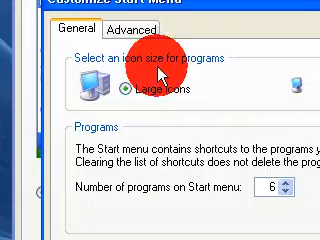 Customize Start Menu
General Advanced
Select an icon size for programs
Large icons
Programs
The Start menu contains shortcuts to the programs y
Clearing the list of shortcuts does not delete the prog
Number of programs on Start menu: 6